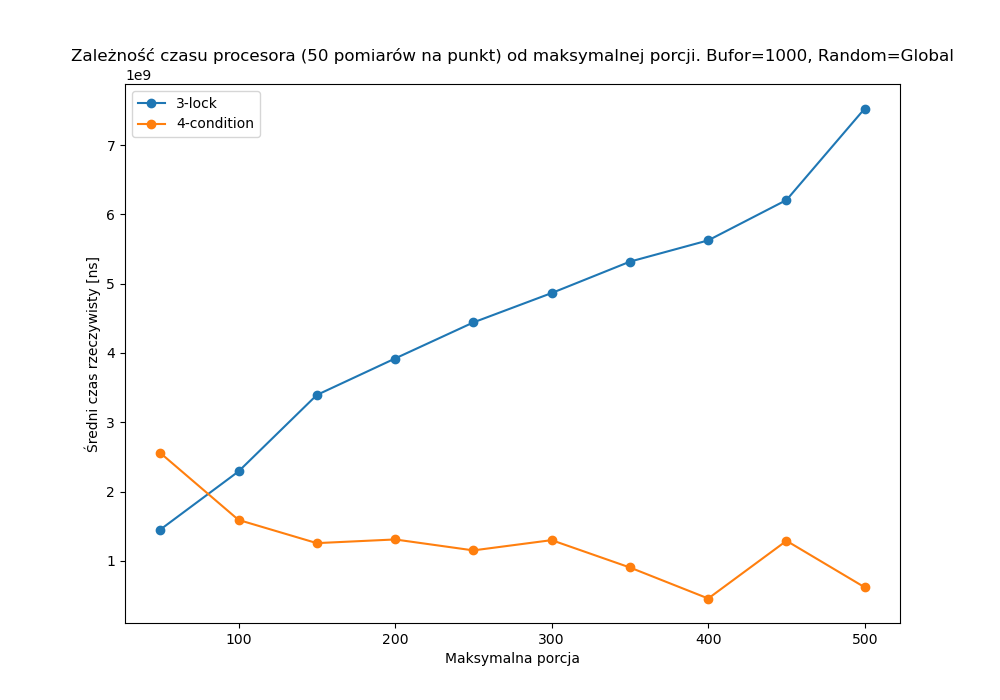 Zależność czasu procesora (50 pomiarów na punkt) od maksymalnej porcji. Bufor=1000, Random=Global
1e9
3-lock
4-condition
7
6
5
4
3
2
1
Średni czas rzeczywisty [ns]
100
200
300
400
500
Maksymalna porcja